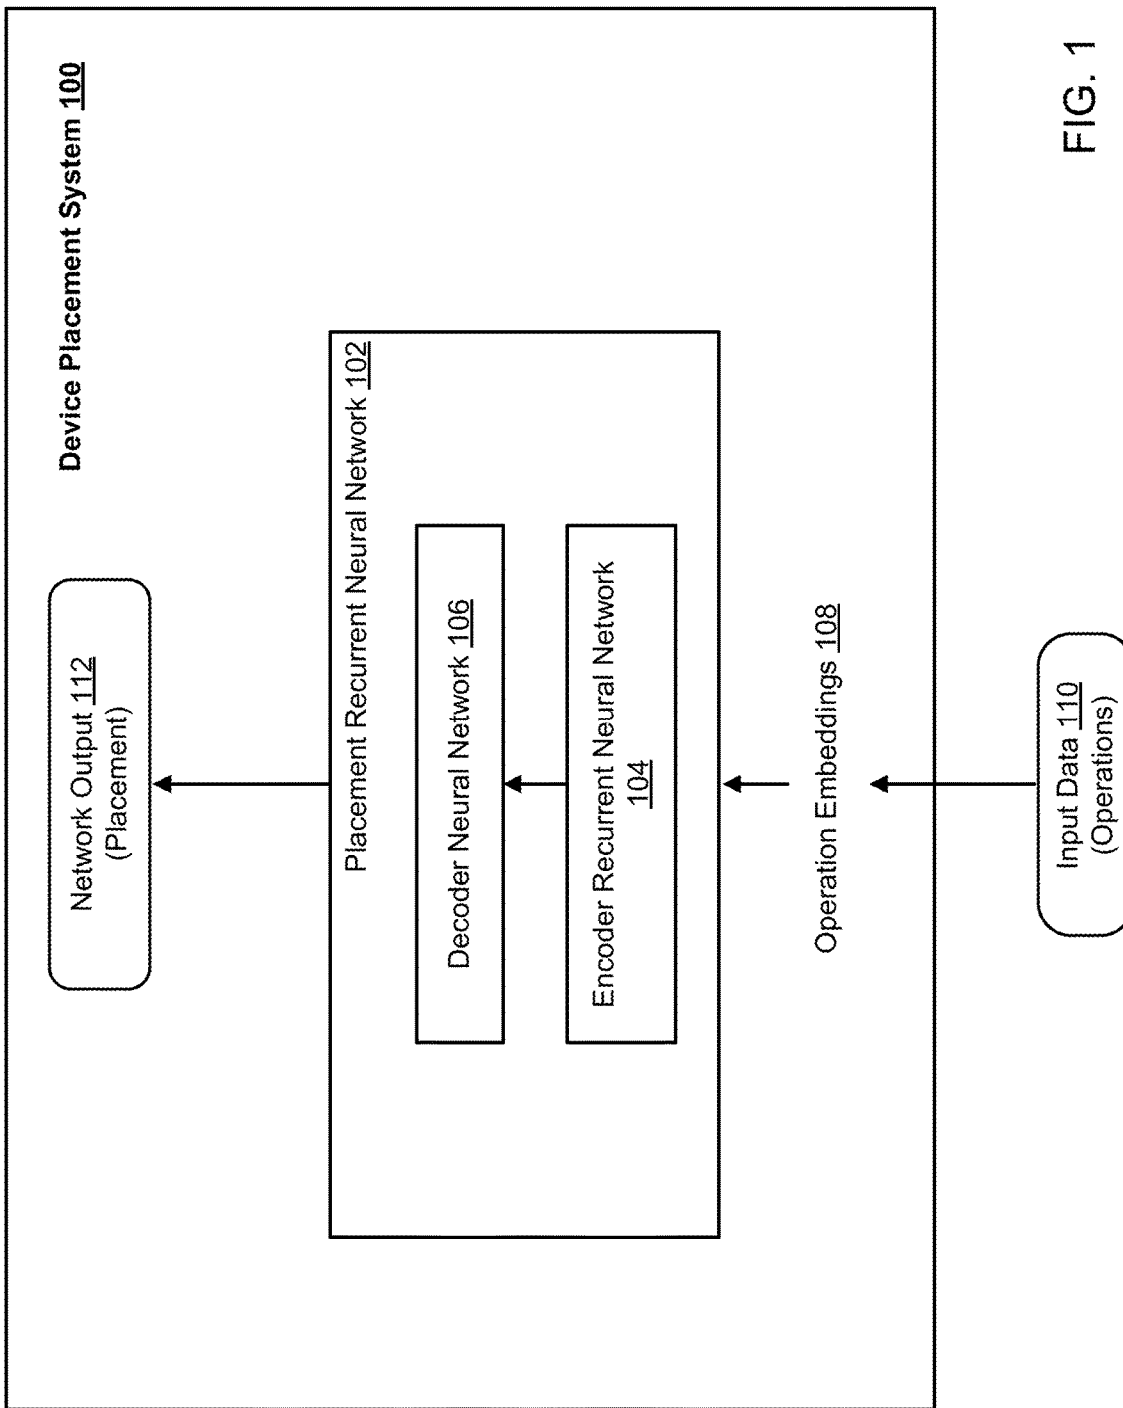 Device Placement System 100
Network Output 112
(Placement)
Placement Recurrent Neural Network 102
Decoder Neural Network 106
Encoder Recurrent Neural Network
104
Operation Embeddings 108
Input Data 110
(Operations)
FIG. 1